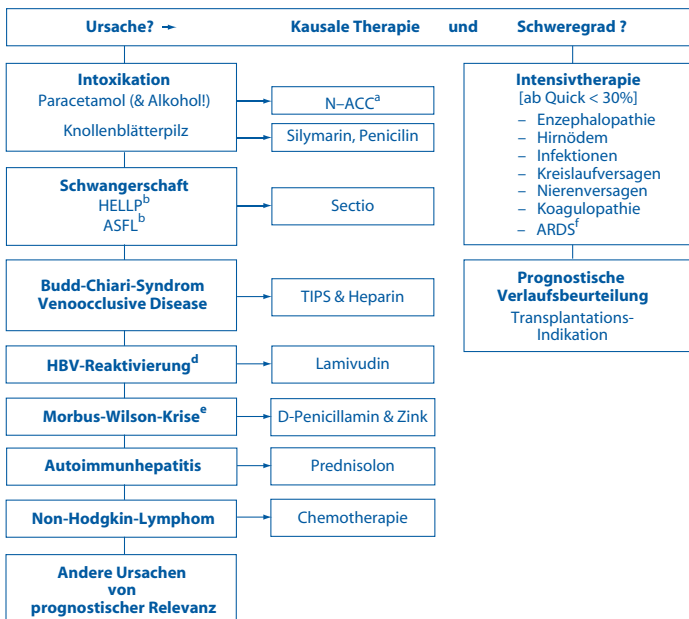 Ursache? → Kausale Therapie und Schweregrad ?
Intoxikation
Paracetamol (& Alkohol!)
Knollenblätterpilz
N–ACCᵃ
Silymarin, Penicilin
Schwangerschaft
HELLPᵇ
ASFLᵇ
Sectio
Budd-Chiari-Syndrom
Venoocclusive Disease
TIPS & Heparin
HBV-Reaktivierungᵈ
Lamivudin
Morbus-Wilson-Kriseᵉ
D-Penicillamin & Zink
Autoimmunhepatitis
Prednisolon
Non-Hodgkin-Lymphom
Chemotherapie
Andere Ursachen
von
prognostischer Relevanz
Intensivtherapie
[ab Quick < 30%]
– Enzephalopathie
– Hirnödem
– Infektionen
– Kreislaufversagen
– Nierenversagen
– Koagulopathie
– ARDSᶠ
Prognostische
Verlaufsbeurteilung
Transplantations-
Indikation